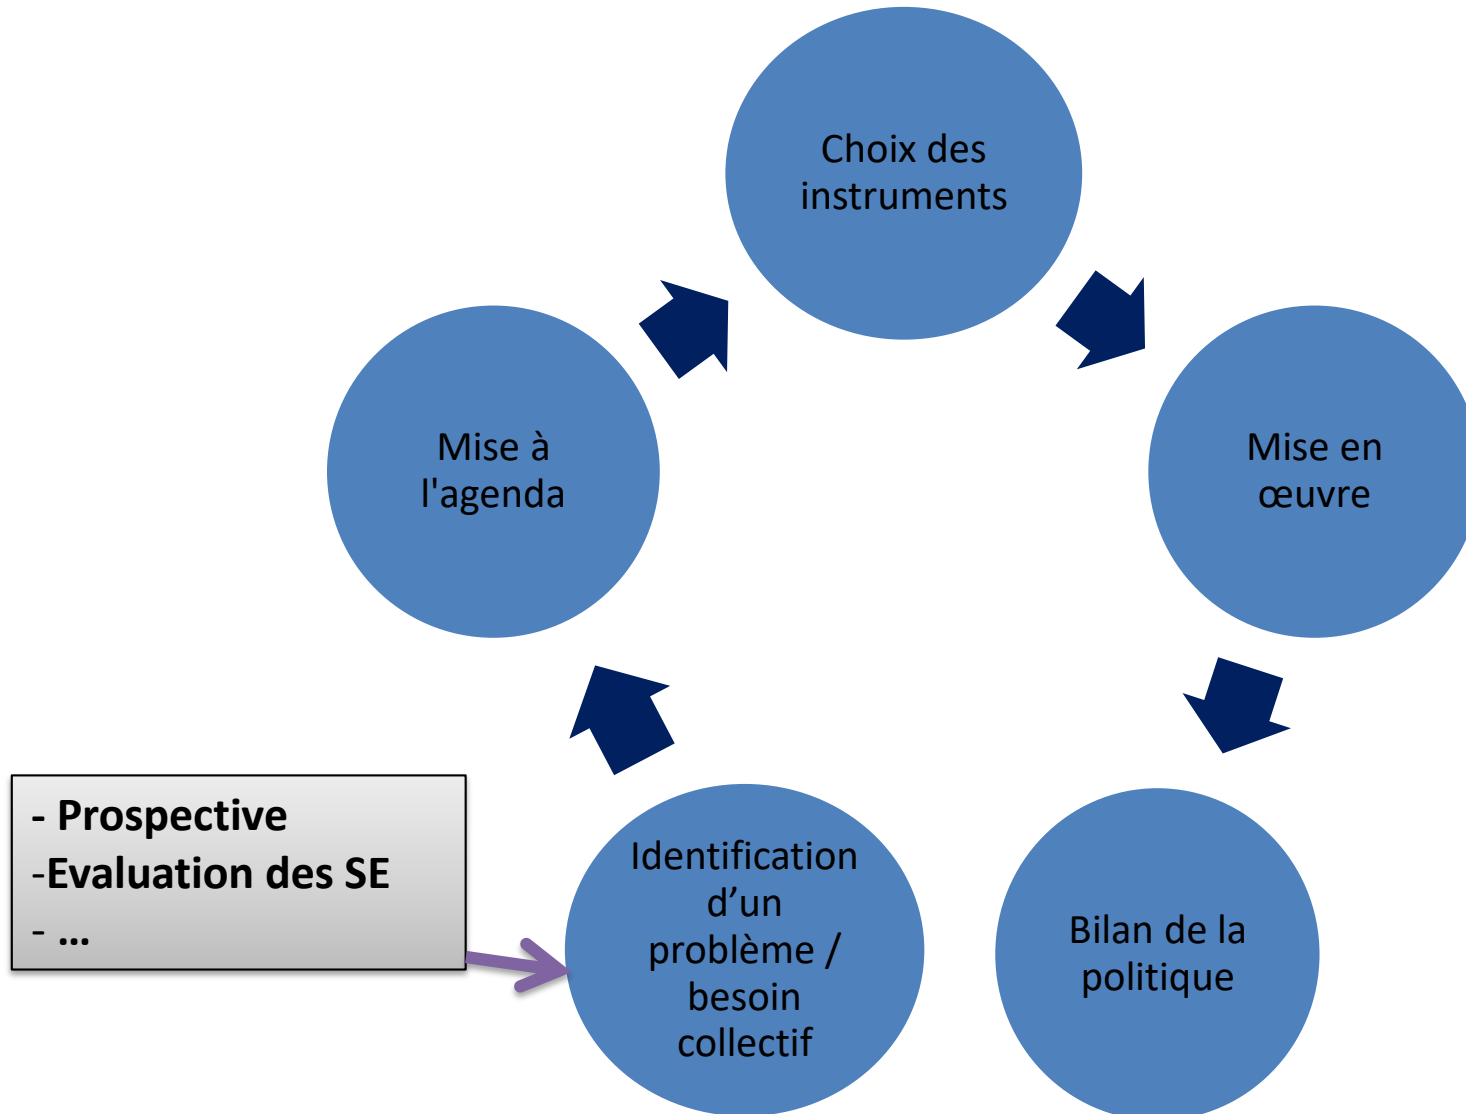 Choix des
instruments
Mise à
l'agenda
Mise en
œuvre
- Prospective
-Evaluation des SE
- ...
Identification
d’un
problème /
besoin
collectif
Bilan de la
politique